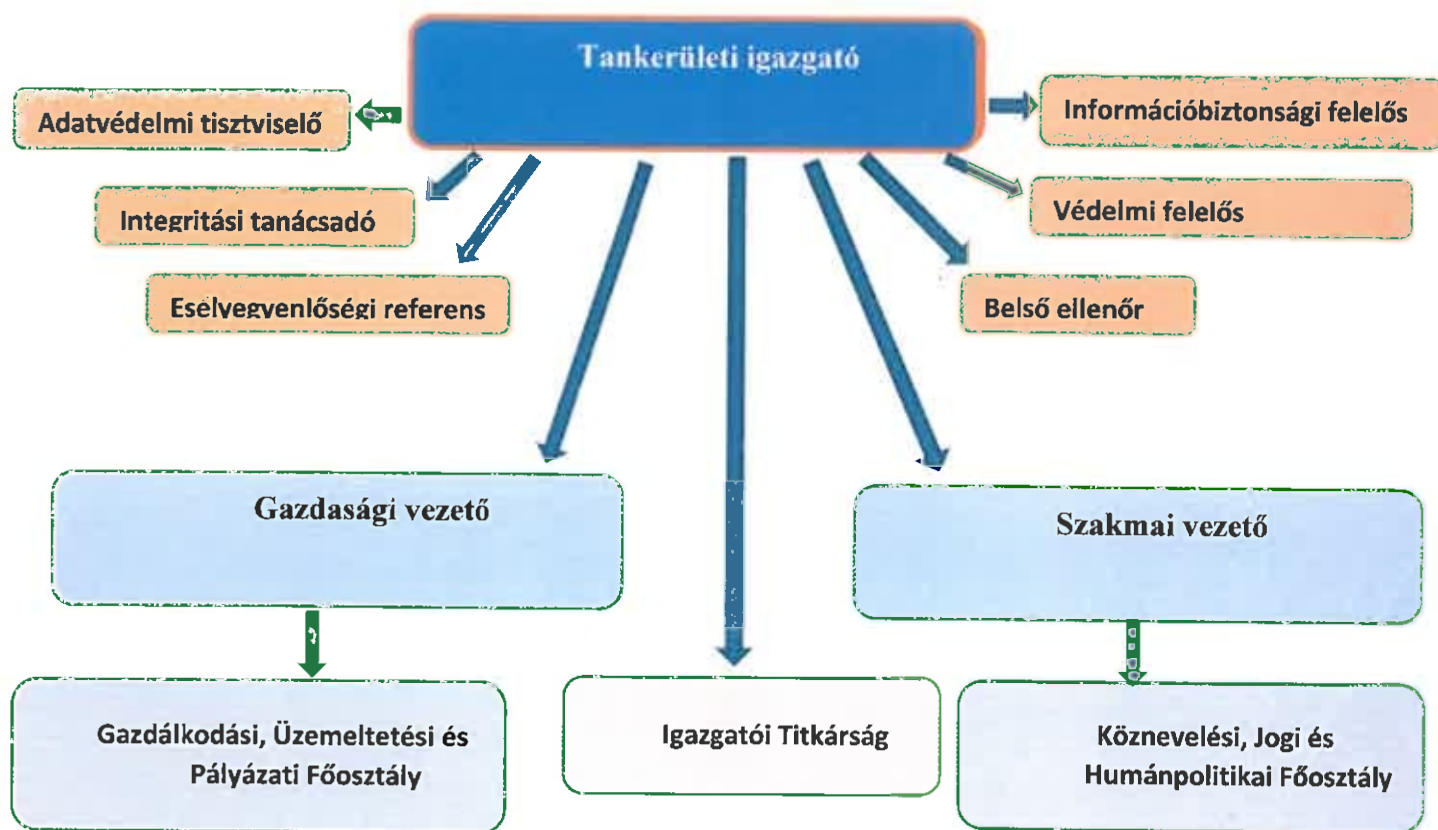 Tankerületi igazgató
Adatvédelmi tisztviselő
Információbiztonsági felelős
Integritási tanácsadó
Védelmi felelős
Eselvegvenlőségi referens
Belső ellenőr
Gazdasági vezető
Szakmai vezető
Gazdálkodási, Üzemeltetési és
Pályázati Főosztály
Igazgatói Titkárság
Köznevelési, Jogi és
Humánpolitikai Főosztály